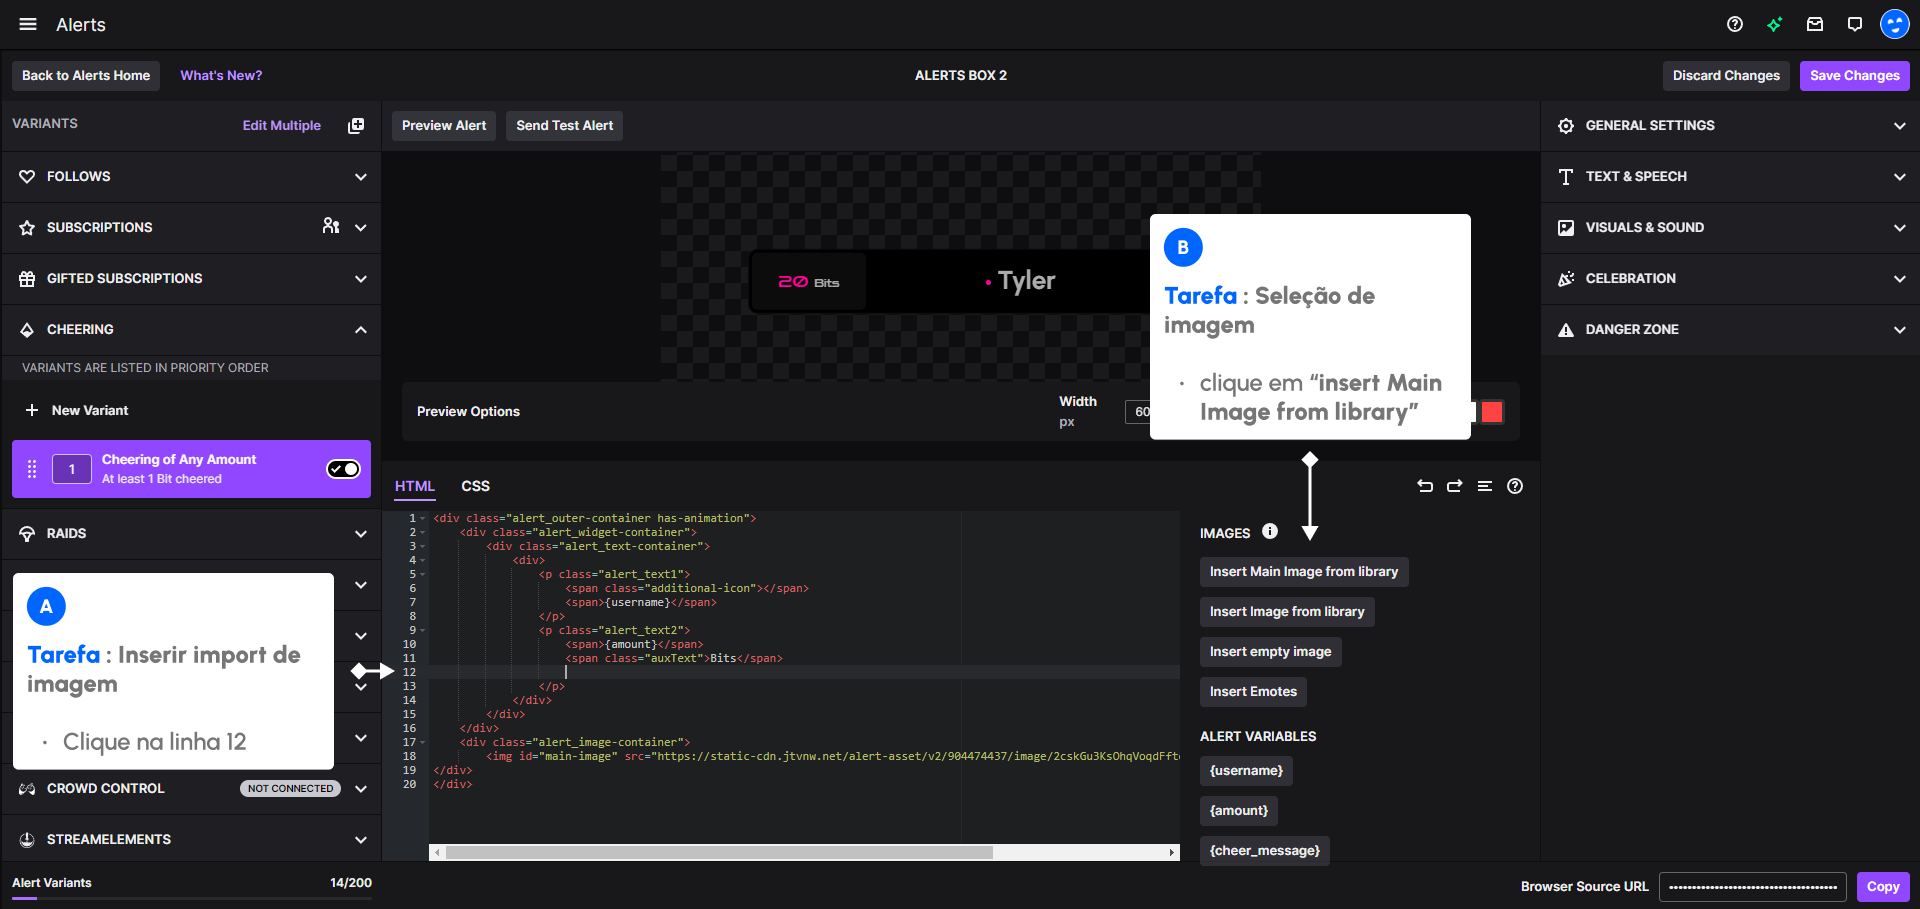 Alerts
Back to Alerts Home
What's New?
ALERTS BOX 2
Discard Changes
Save Changes
VARIANTS
Edit Multiple
FOLLOWS
SUBSCRIPTIONS
GIFTED SUBSCRIPTIONS
CHEERING
VARIANTS ARE LISTED IN PRIORITY ORDER
New Variant
1
Cheering of Any Amount
At least 1 Bit cheered
RAIDS
A
Tarefa : Inserir import de
imagem
· Clique na linha 12
CROWD CONTROL
NOT CONNECTED
STREAMELEMENTS
Alert Variants
14/200
Preview Alert
Send Test Alert
20 Bits
• Tyler
Preview Options
Width
px
60
B
Tarefa : Seleção de
imagem
· clique em “insert Main
Image from library”
HTML
CSS
1 <div class="alert_outer-container has-animation">
2 <div class="alert_widget-container">
3 <div class="alert_text-container">
4 <div>
5 <p class="alert_text1">
6 <span class="additional-icon"></span>
7 <span>{username}</span>
8 </p>
9 <p class="alert_text2">
10 <span>{amount}</span>
11 <span class="auxText">Bits</span>
12
13 </p>
14 </div>
15 </div>
16 </div>
17 <div class="alert_image-container">
18 <img id="main-image" src="https://static-cdn.jtvnw.net/alert-asset/v2/904474437/image/2cskGu3KsOhqVoqdFft
19 </div>
20 </div>
IMAGES
Insert Main Image from library
Insert Image from library
Insert empty image
Insert Emotes
ALERT VARIABLES
{username}
{amount}
{cheer_message}
GENERAL SETTINGS
TEXT & SPEECH
VISUALS & SOUND
CELEBRATION
DANGER ZONE
Browser Source URL
Copy